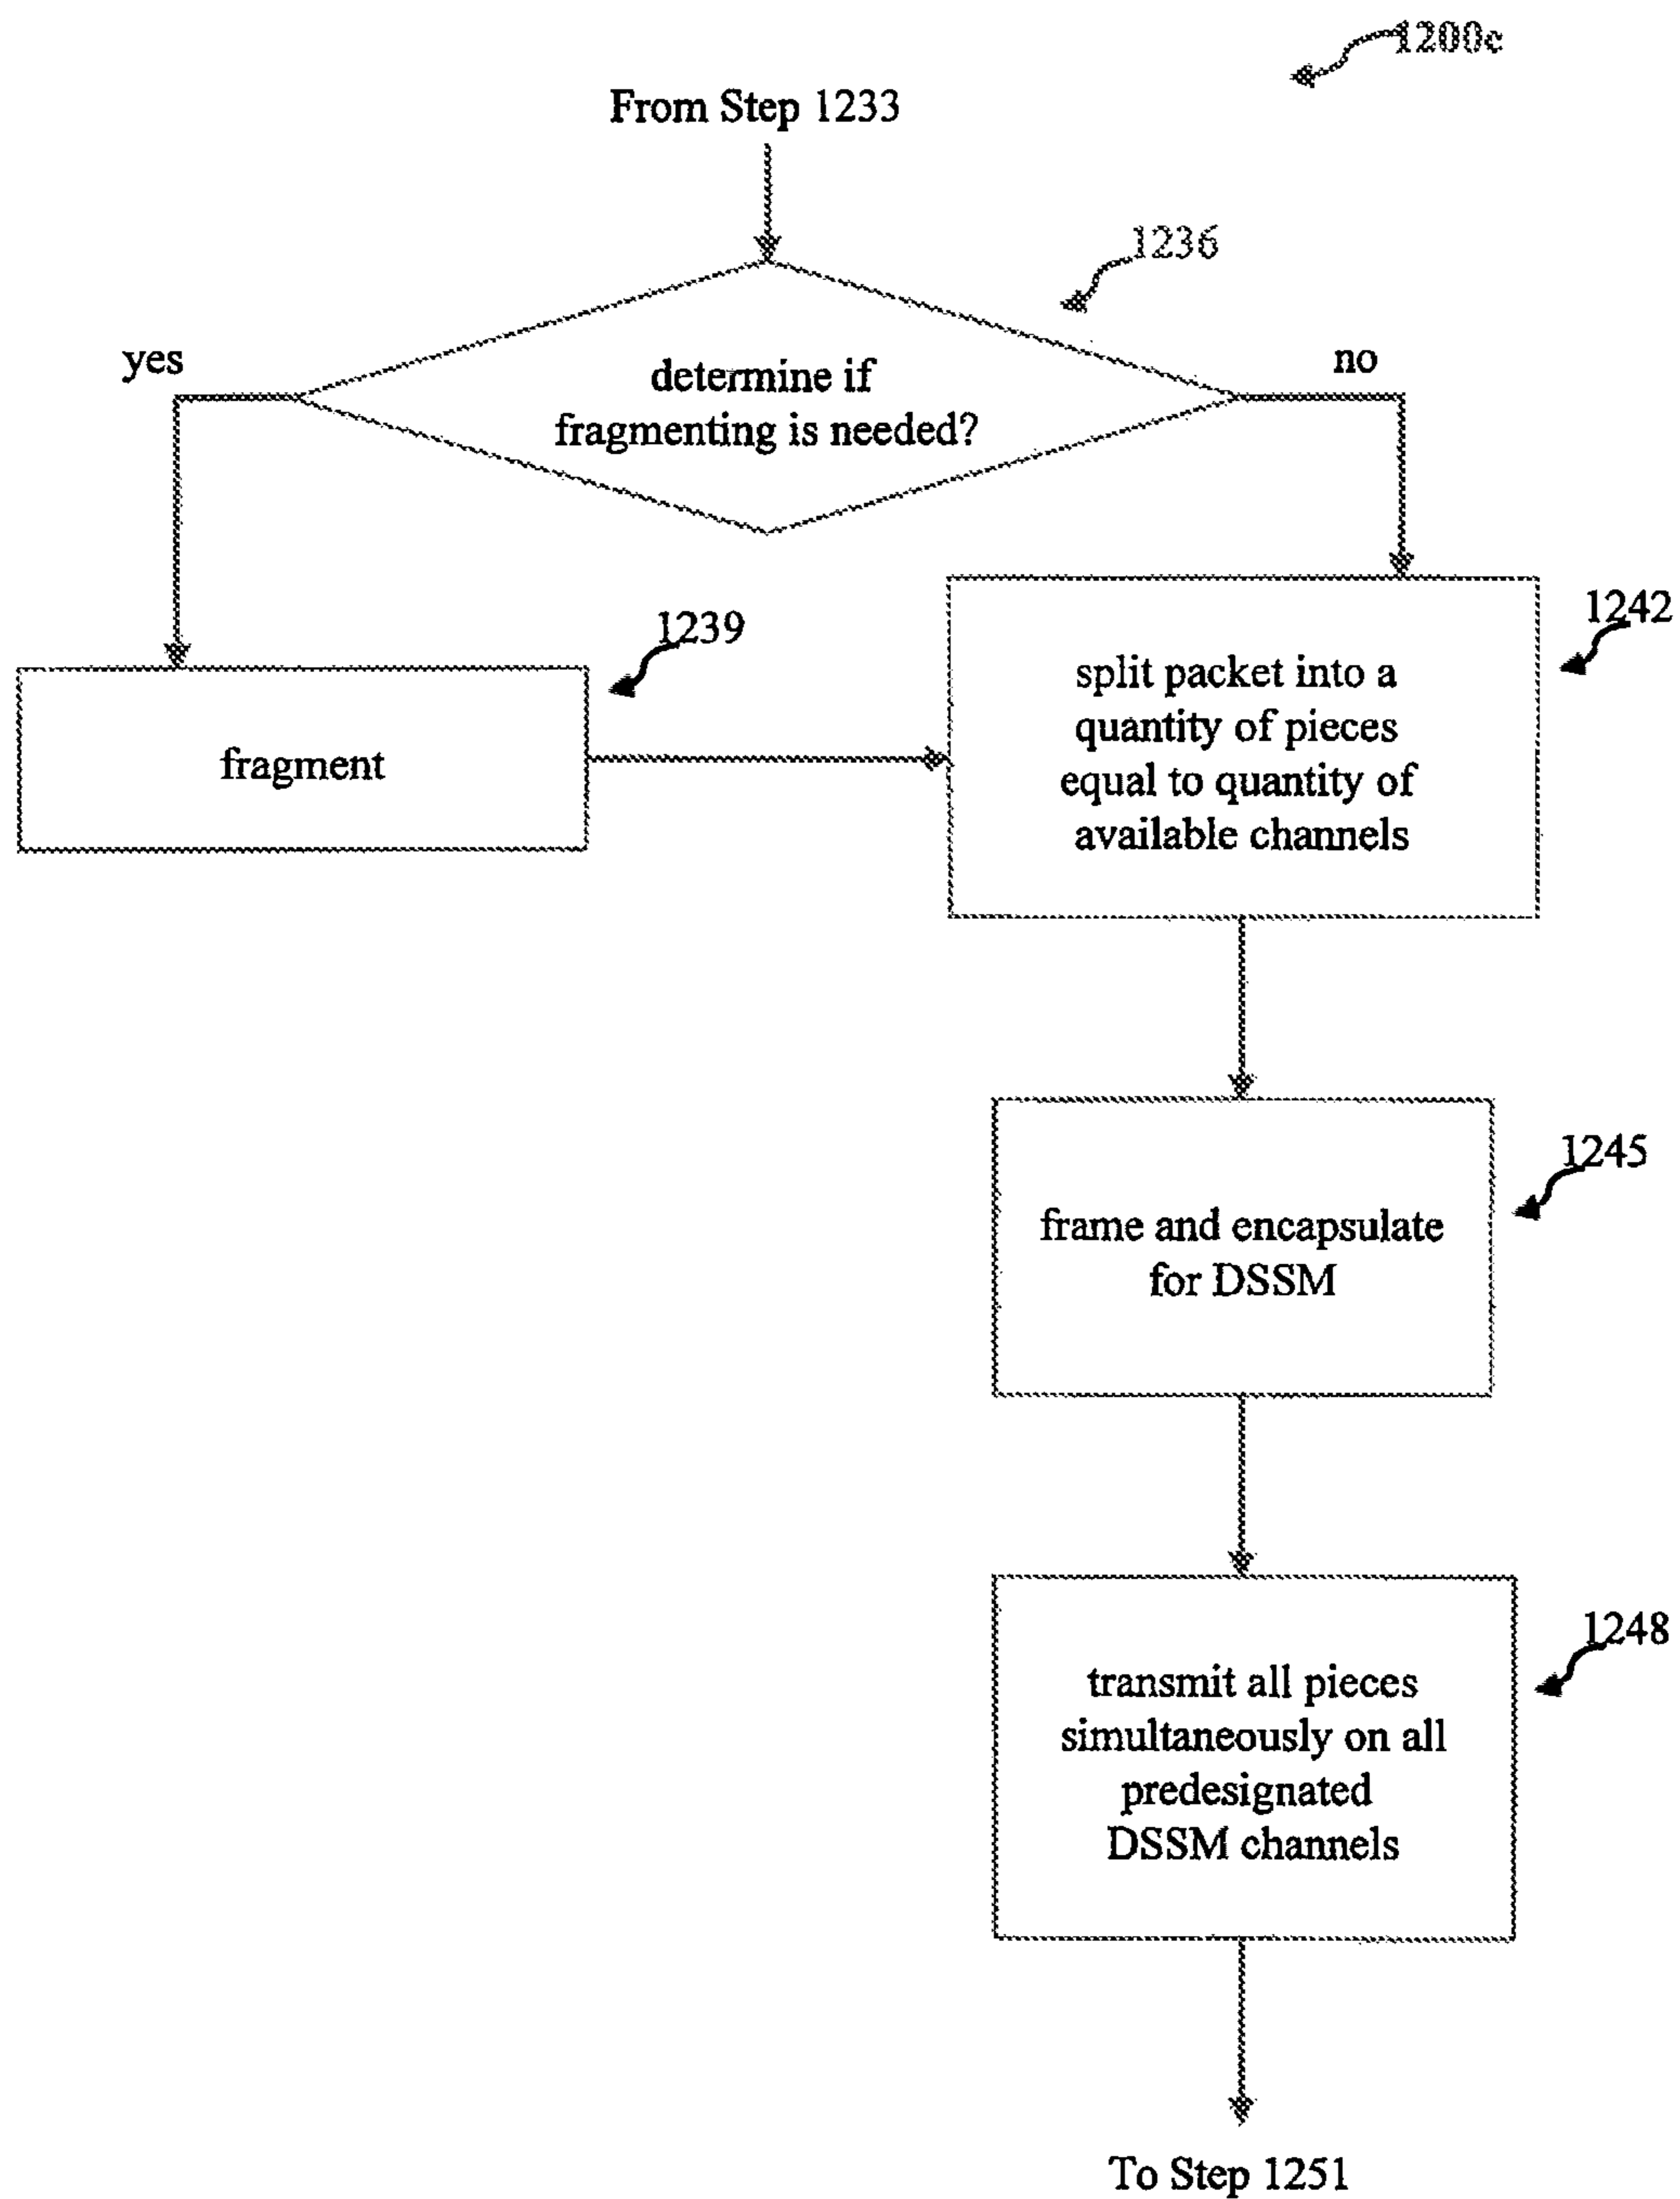 1200c
From Step 1233
1236
yes
no
determine if
fragmenting is needed?
1239
1242
fragment
split packet into a
quantity of pieces
equal to quantity of
available channels
1245
frame and encapsulate
for DSSM
1248
transmit all pieces
simultaneously on all
predesignated
DSSM channels
To Step 1251